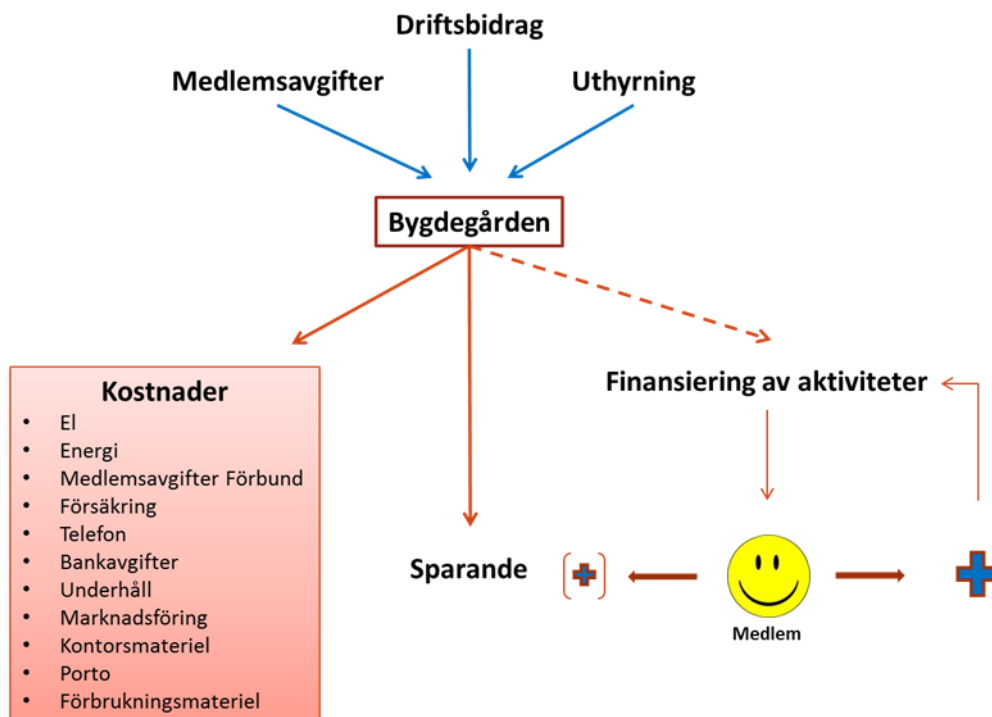 Driftsbidrag
Medlemsavgifter
Uthyrning
Bygdegården
Kostnader
• El
• Energi
• Medlemsavgifter Förbund
• Försäkring
• Telefon
• Bankavgifter
• Underhåll
• Marknadsföring
• Kontorsmateriel
• Porto
• Förbrukningsmateriel
Finansiering av aktiviteter
Sparande
Medlem